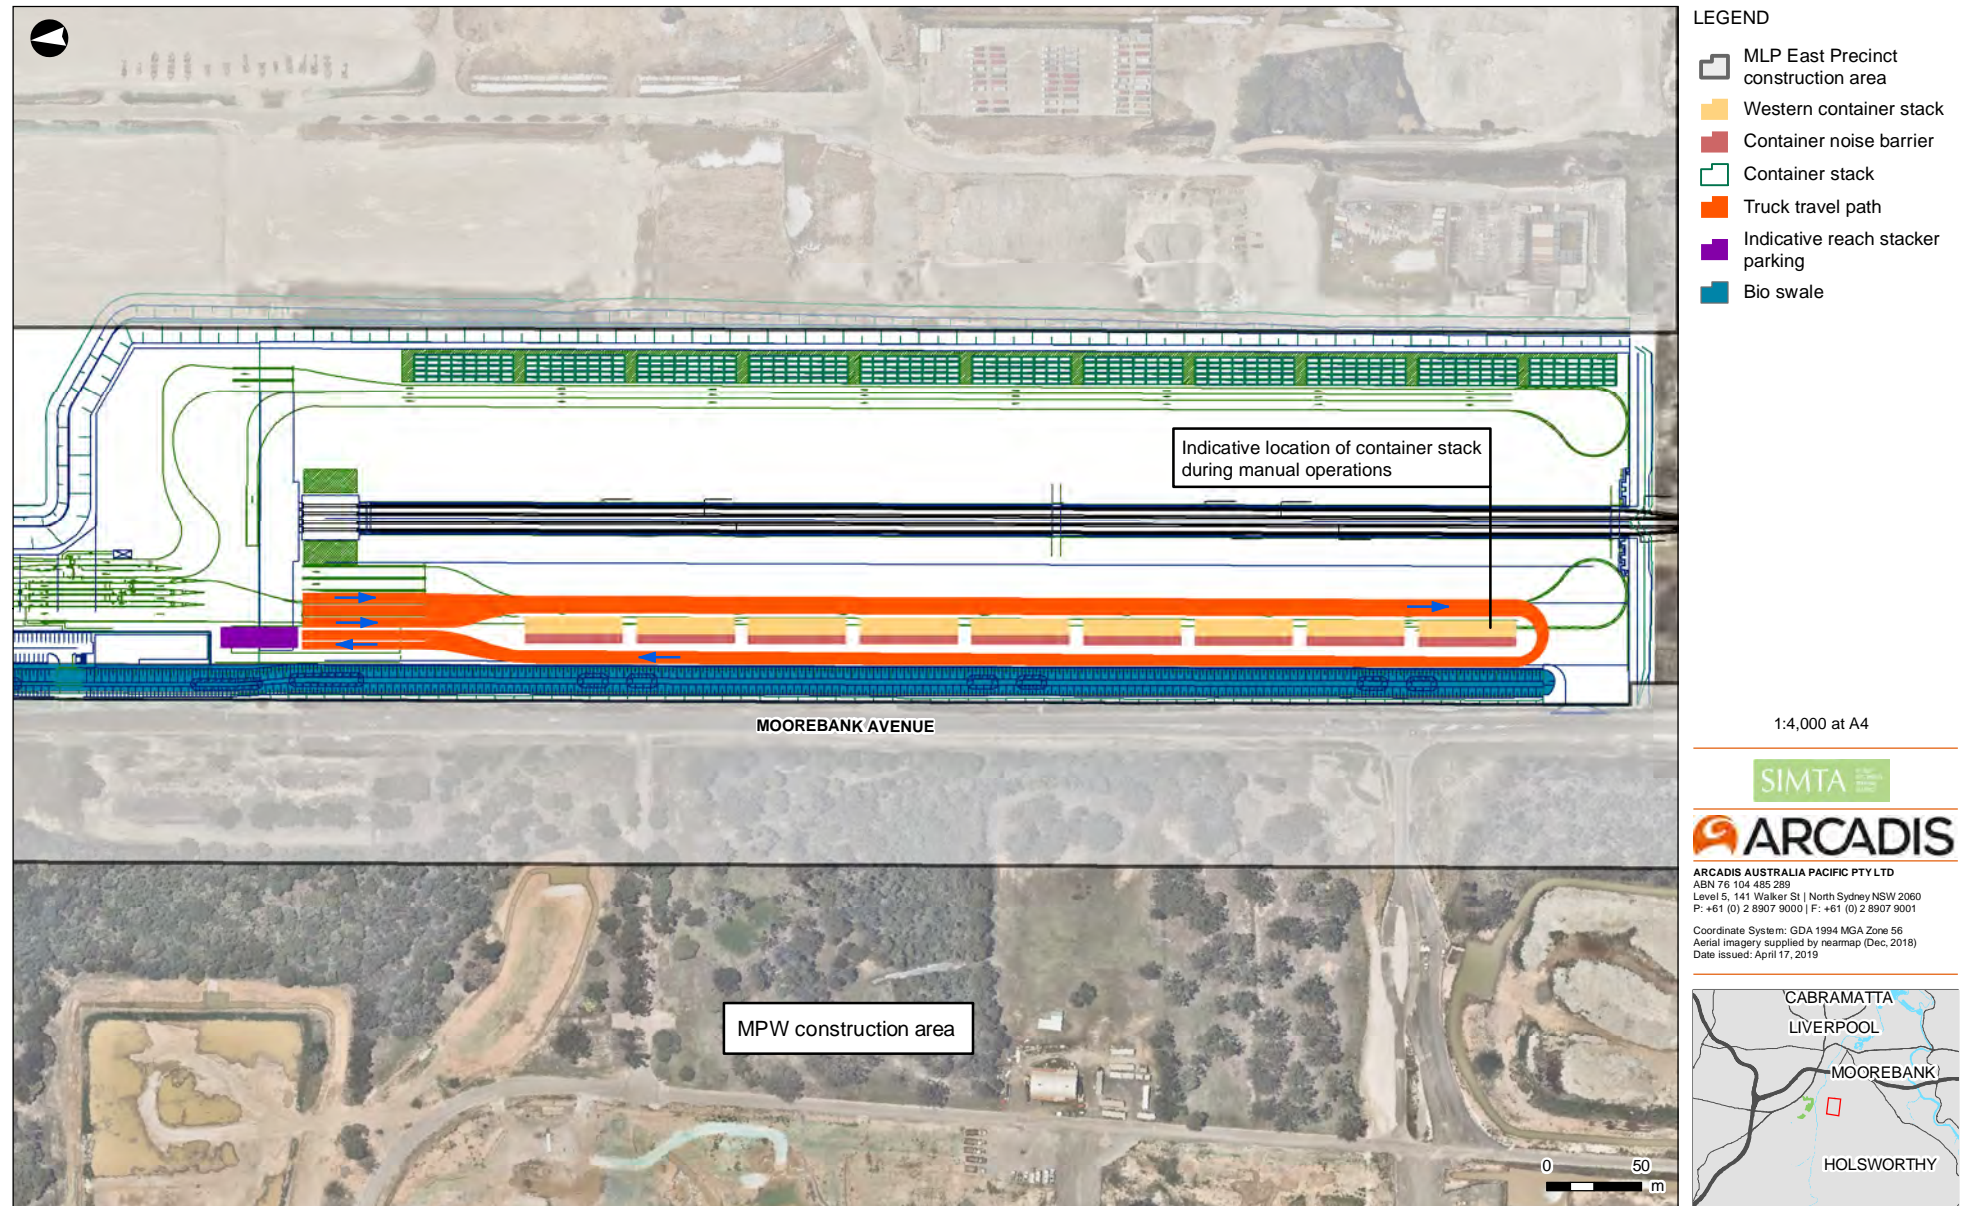 LEGEND
MLP East Precinct
construction area
Western container stack
Container noise barrier
Container stack
Truck travel path
Indicative reach stacker
parking
Bio swale
Indicative location of container stack
during manual operations
MOOREBANK AVENUE
MPW construction area
0 50
m
1:4,000 at A4
SIMTA
ARCADIS
ARCADIS AUSTRALIA PACIFIC PTY LTD
ABN 76 104 485 289
Level 5, 141 Walker St | North Sydney NSW 2060
P: +61 (0) 2 8907 9000 | F: +61 (0) 2 8907 9001
Coordinate System: GDA 1994 MGA Zone 56
Aerial imagery supplied by nearmap (Dec, 2018)
Date issued: April 17, 2019
CABRAMATTA
LIVERPOOL
MOOREBANK
HOLSWORTHY